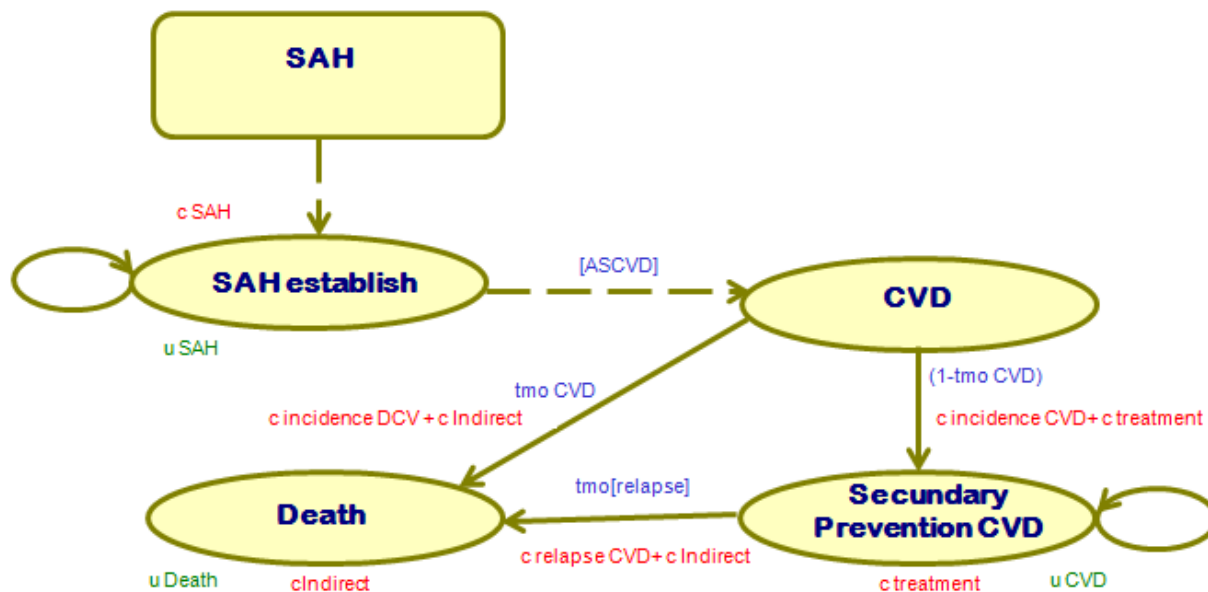 SAH
c SAH
SAH establish
[ASCVD]
CVD
u SAH
tmo CVD
(1-tmo CVD)
c incidence DCV + c Indirect
c incidence CVD+ c treatment
tmo[relapse]
Death
Secundary
Prevention CVD
c relapse CVD+ c Indirect
u Death
cIndirect
c treatment
u CVD